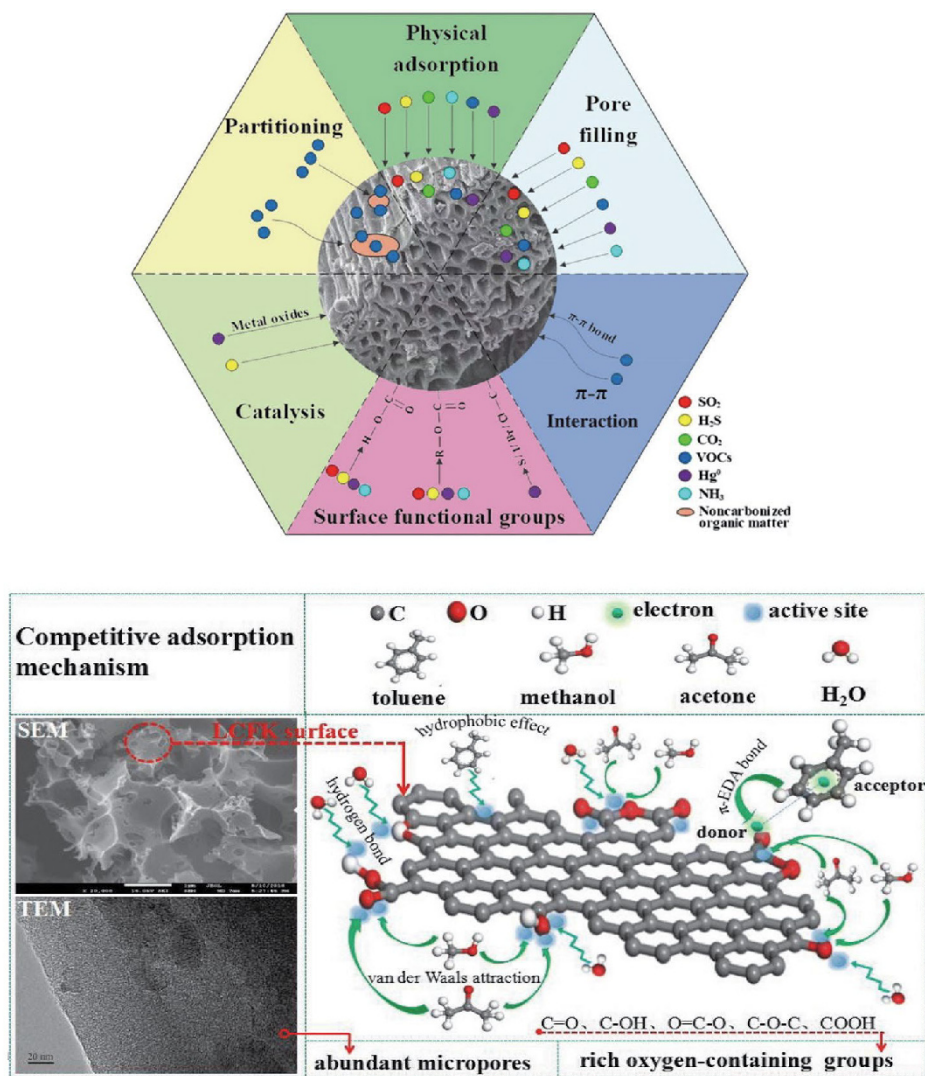 Physical
adsorption
Partitioning
Pore
filling
Metal oxides
Catalysis
π-π bond
π-π
Interaction
H-O-C=O
R-O-C=O
S/I/Br/Cl-C
Surface functional groups
SO₂
H₂S
CO₂
VOCs
Hg⁰
NH₃
Noncarbonized
organic matter
Competitive adsorption
mechanism
C O H electron active site
toluene methanol acetone H₂O
SEM
LCFK surface
hydrophobic effect
hydrogen bond
π-EDA bond
acceptor
donor
TEM
van der Waals attraction
20 nm
C=O、C-OH、O=C-O、C-O-C、COOH
abundant micropores
rich oxygen-containing groups